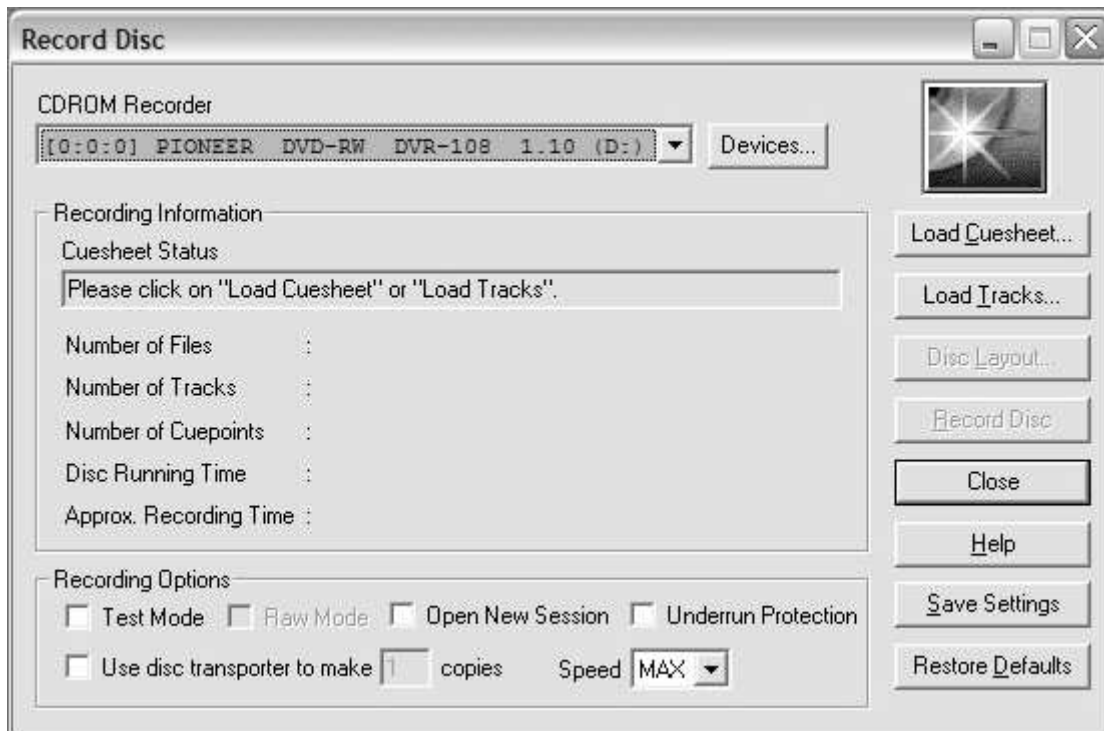 Record Disc
CDROM Recorder
[0:0:0] PIONEER DVD-RW DVR-108 1.10 (D:)
Devices...
Recording Information
Cuesheet Status
Please click on "Load Cuesheet" or "Load Tracks".
Number of Files :
Number of Tracks :
Number of Cuepoints :
Disc Running Time :
Approx. Recording Time :
Recording Options
Test Mode Raw Mode Open New Session Underrun Protection
Use disc transporter to make 1 copies Speed MAX
Load Cuesheet...
Load Tracks...
Disc Layout...
Record Disc
Close
Help
Save Settings
Restore Defaults